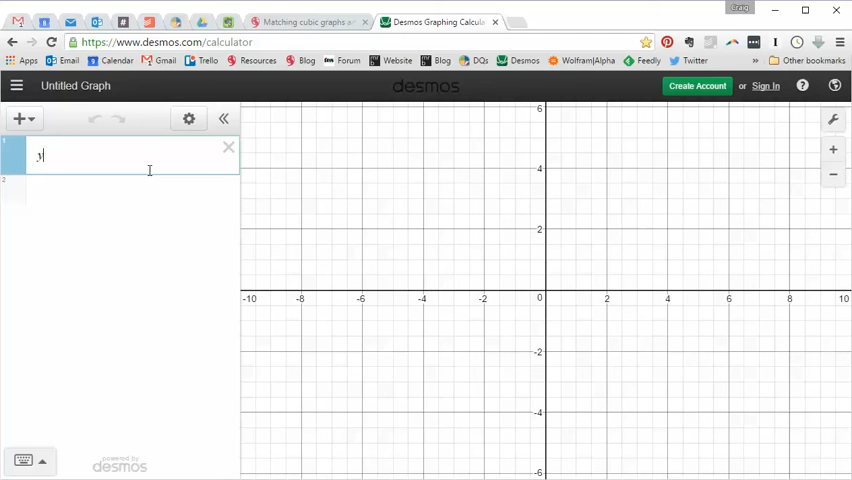 Craig
Matching cubic graphs a
Desmos Graphing Calcula
https://www.desmos.com/calculator
Apps Email Calendar Gmail Trello Resources Blog Website Blog DQs Desmos Wolfram|Alpha Feedly Twitter » Other bookmarks
Untitled Graph desmos Create Account or Sign In
1
y
2
powered by
desmos
6
4
2
-10 -6 -4 -2 0 2 4 6 8 10
-2
-4
-6